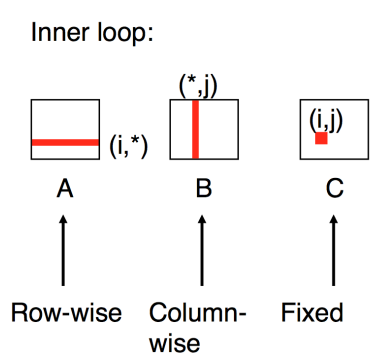 Inner loop:
(*,j)
(i,j)
(i,*)
A B C
Row-wise Column-
wise Fixed